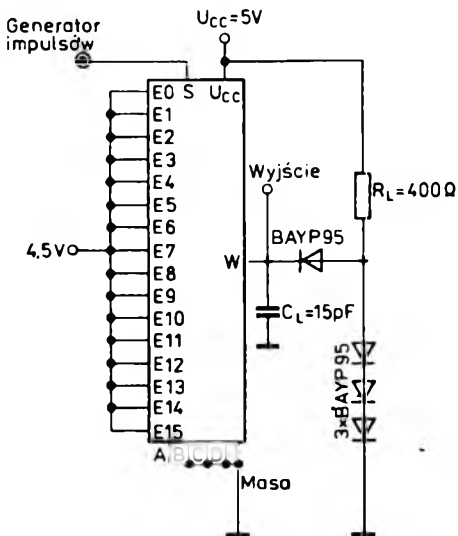 Generator
impulsów
UCC=5V
E0 S UCC
E1
E2
E3
E4
E5
E6
E7
E8
E9
E10
E11
E12
E13
E14
E15
4,5V
W
Wyjście
BAYP95
RL=400Ω
CL=15pF
3×BAYP95
A B C D
Masa